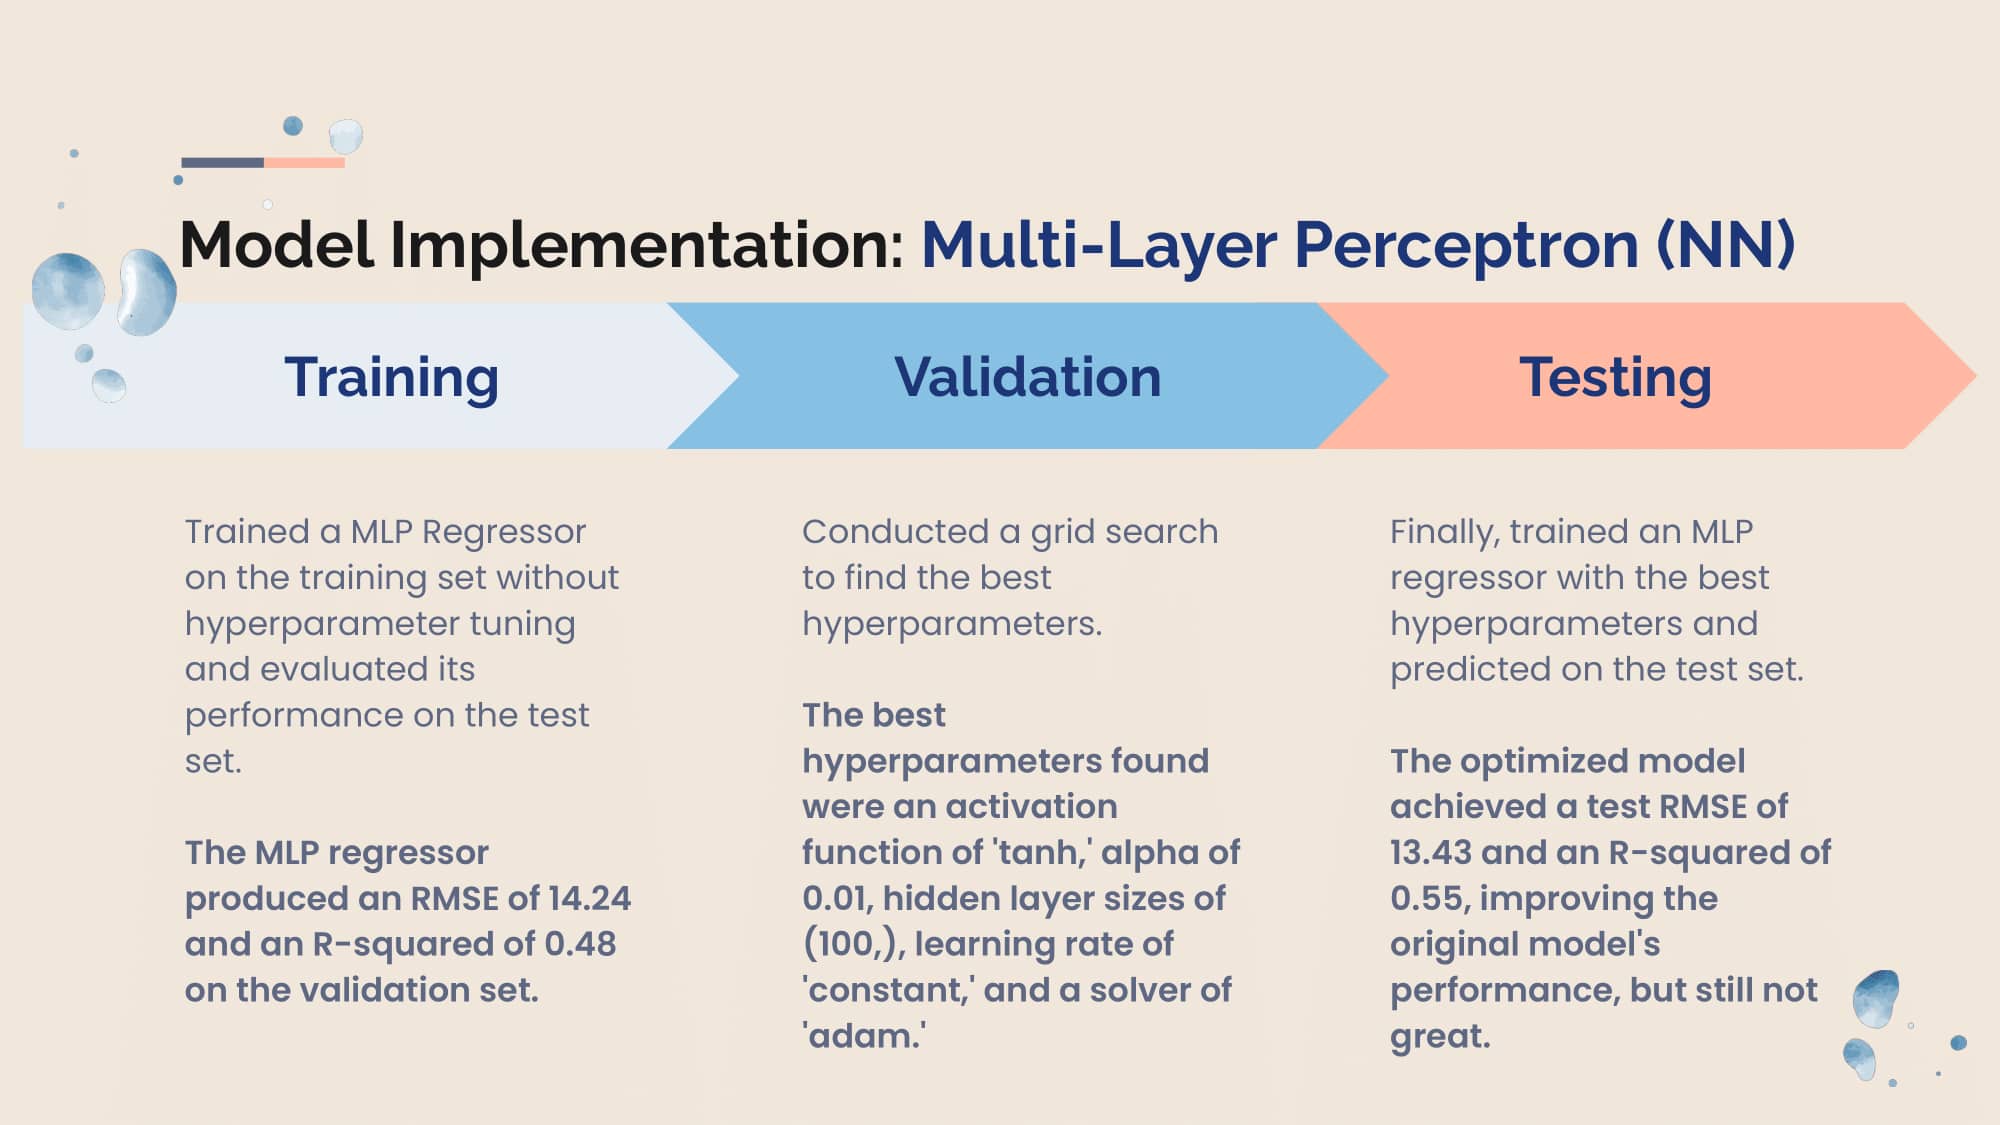 Model Implementation: Multi-Layer Perceptron (NN)
Training
Validation
Testing
Trained a MLP Regressor
on the training set without
hyperparameter tuning
and evaluated its
performance on the test
set.
The MLP regressor
produced an RMSE of 14.24
and an R-squared of 0.48
on the validation set.
Conducted a grid search
to find the best
hyperparameters.
The best
hyperparameters found
were an activation
function of 'tanh,' alpha of
0.01, hidden layer sizes of
(100,), learning rate of
'constant,' and a solver of
'adam.'
Finally, trained an MLP
regressor with the best
hyperparameters and
predicted on the test set.
The optimized model
achieved a test RMSE of
13.43 and an R-squared of
0.55, improving the
original model's
performance, but still not
great.